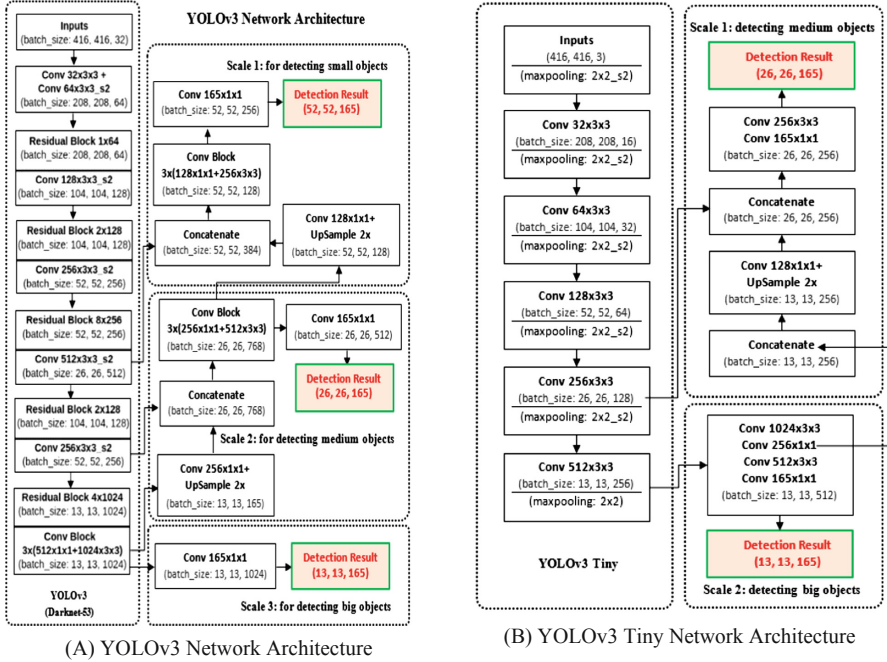 YOLOv3 Network Architecture
Inputs
(batch_size: 416, 416, 32)
Conv 32x3x3 +
Conv 64x3x3_s2
(batch_size: 208, 208, 64)
Residual Block 1x64
(batch_size: 208, 208, 64)
Conv 128x3x3_s2
(batch_size: 104, 104, 128)
Residual Block 2x128
(batch_size: 104, 104, 128)
Conv 256x3x3_s2
(batch_size: 52, 52, 256)
Residual Block 8x256
(batch_size: 52, 52, 256)
Conv 512x3x3_s2
(batch_size: 26, 26, 512)
Residual Block 2x128
(batch_size: 104, 104, 128)
Conv 256x3x3_s2
(batch_size: 52, 52, 256)
Residual Block 4x1024
(batch_size: 13, 13, 1024)
Conv Block
3x(512x1x1+1024x3x3)
(batch_size: 13, 13, 1024)
YOLOv3
(Darknet-53)
Scale 1: for detecting small objects
Conv 165x1x1
(batch_size: 52, 52, 256)
Detection Result
(52, 52, 165)
Conv Block
3x(128x1x1+256x3x3)
(batch_size: 52, 52, 128)
Concatenate
(batch_size: 52, 52, 384)
Conv 128x1x1+
UpSample 2x
(batch_size: 52, 52, 128)
Conv Block
3x(256x1x1+512x3x3)
(batch_size: 26, 26, 768)
Conv 165x1x1
(batch_size: 26, 26, 512)
Detection Result
(26, 26, 165)
Concatenate
(batch_size: 26, 26, 768)
Scale 2: for detecting medium objects
Conv 256x1x1+
UpSample 2x
(batch_size: 13, 13, 165)
Conv 165x1x1
(batch_size: 13, 13, 1024)
Detection Result
(13, 13, 165)
Scale 3: for detecting big objects
(A) YOLOv3 Network Architecture
Inputs
(416, 416, 3)
(maxpooling: 2x2_s2)
Conv 32x3x3
(batch_size: 208, 208, 16)
(maxpooling: 2x2_s2)
Conv 64x3x3
(batch_size: 104, 104, 32)
(maxpooling: 2x2_s2)
Conv 128x3x3
(batch_size: 52, 52, 64)
(maxpooling: 2x2_s2)
Conv 256x3x3
(batch_size: 26, 26, 128)
(maxpooling: 2x2_s2)
Conv 512x3x3
(batch_size: 13, 13, 256)
(maxpooling: 2x2)
YOLOv3 Tiny
Scale 1: detecting medium objects
Detection Result
(26, 26, 165)
Conv 256x3x3
Conv 165x1x1
(batch_size: 26, 26, 256)
Concatenate
(batch_size: 26, 26, 256)
Conv 128x1x1+
UpSample 2x
(batch_size: 13, 13, 256)
Concatenate
(batch_size: 13, 13, 256)
Conv 1024x3x3
Conv 256x1x1
Conv 512x3x3
Conv 165x1x1
(batch_size: 13, 13, 512)
Detection Result
(13, 13, 165)
Scale 2: detecting big objects
(B) YOLOv3 Tiny Network Architecture